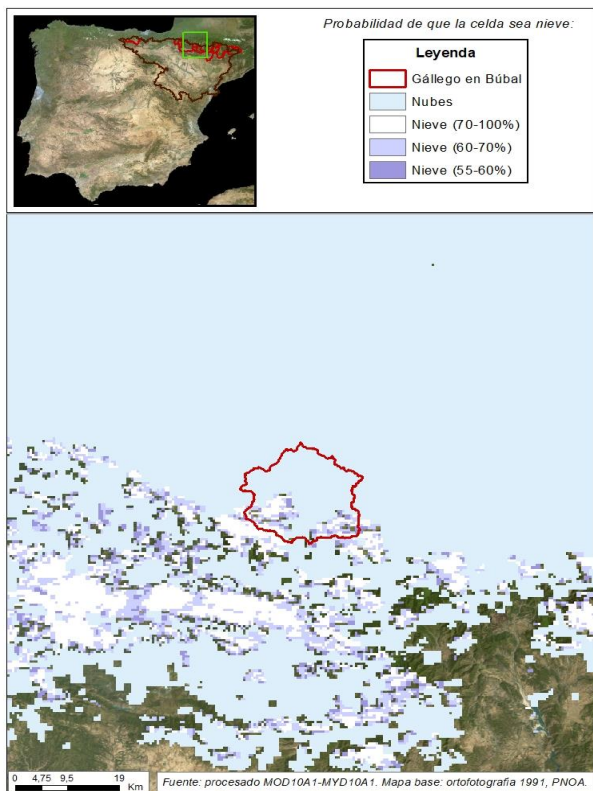 Probabilidad de que la celda sea nieve:
Leyenda
Gállego en Búbal
Nubes
Nieve (70-100%)
Nieve (60-70%)
Nieve (55-60%)
0 4,75 9,5 19
Km
Fuente: procesado MOD10A1-MYD10A1. Mapa base: ortofotografía 1991, PNOA.